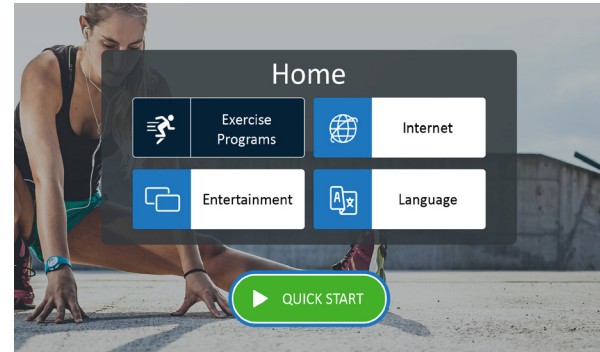 Home
Exercise
Programs
Internet
Entertainment
Language
QUICK START